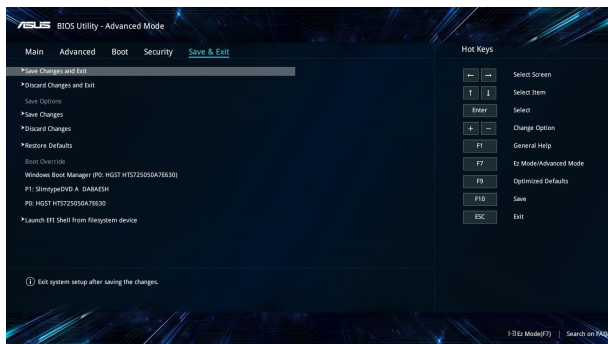 ASUS BIOS Utility - Advanced Mode
Main Advanced Boot Security Save & Exit
Hot Keys
Save Changes and Exit
Discard Changes and Exit
Save Options
Save Changes
Discard Changes
Restore Defaults
Boot Override
Windows Boot Manager (P0: HGST HTS725050A7E630)
P1: SlimtypeDVD A DA8AESH
P0: HGST HTS725050A7E630
Launch EFI Shell from filesystem device
← → Select Screen
↑ ↓ Select Item
Enter Select
+ − Change Option
F1 General Help
F7 Ez Mode/Advanced Mode
F9 Optimized Defaults
F10 Save
ESC Exit
Exit system setup after saving the changes.
Ez Mode(F7) | Search on FAQ